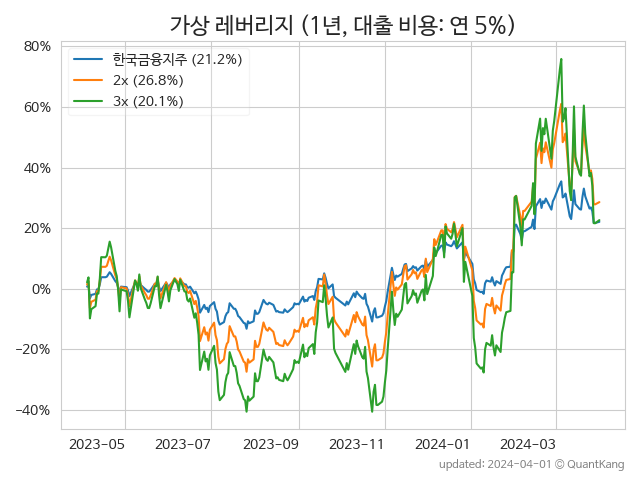 가상 레버리지 (1년, 대출 비용: 연 5%)
한국금융지주 (21.2%)
2x (26.8%)
3x (20.1%)
80%
60%
40%
20%
0%
−20%
−40%
2023-05 2023-07 2023-09 2023-11 2024-01 2024-03
updated: 2024-04-01 © QuantKang